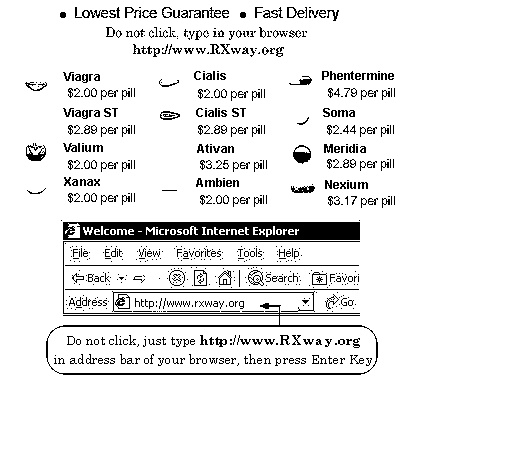 • Lowest Price Guarantee • Fast Delivery
Do not click, type in your browser
http://www.RXway.org
Viagra Cialis Phentermine
$2.00 per pill $2.00 per pill $4.79 per pill
Viagra ST Cialis ST Soma
$2.89 per pill $2.89 per pill $2.44 per pill
Valium Ativan Meridia
$2.00 per pill $3.25 per pill $2.89 per pill
Xanax Ambien Nexium
$2.00 per pill $2.00 per pill $3.17 per pill
Welcome - Microsoft Internet Explorer
File Edit View Favorites Tools Help
Back Search Favori
Address http://www.rxway.org Go
Do not click, just type http://www.RXway.org
in address bar of your browser, then press Enter Key